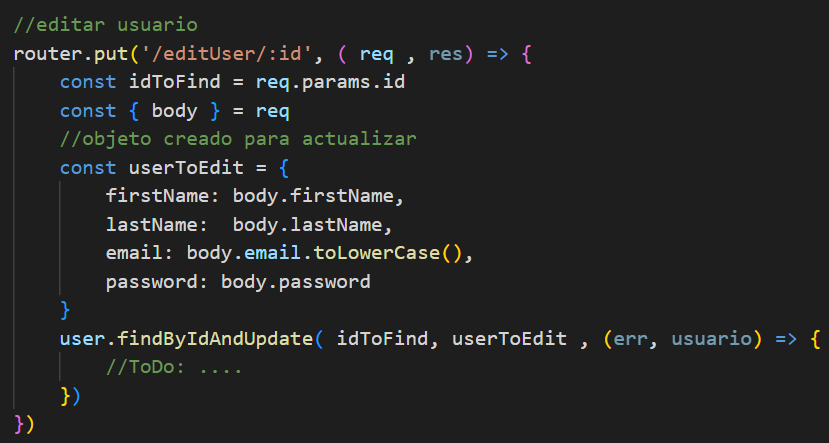 //editar usuario
router.put('/editUser/:id', ( req , res) => {
    const idToFind = req.params.id
    const { body } = req
    //objeto creado para actualizar
    const userToEdit = {
        firstName: body.firstName,
        lastName:  body.lastName,
        email: body.email.toLowerCase(),
        password: body.password
    }
    user.findByIdAndUpdate( idToFind, userToEdit , (err, usuario) => {
        //ToDo: ....
    })
})